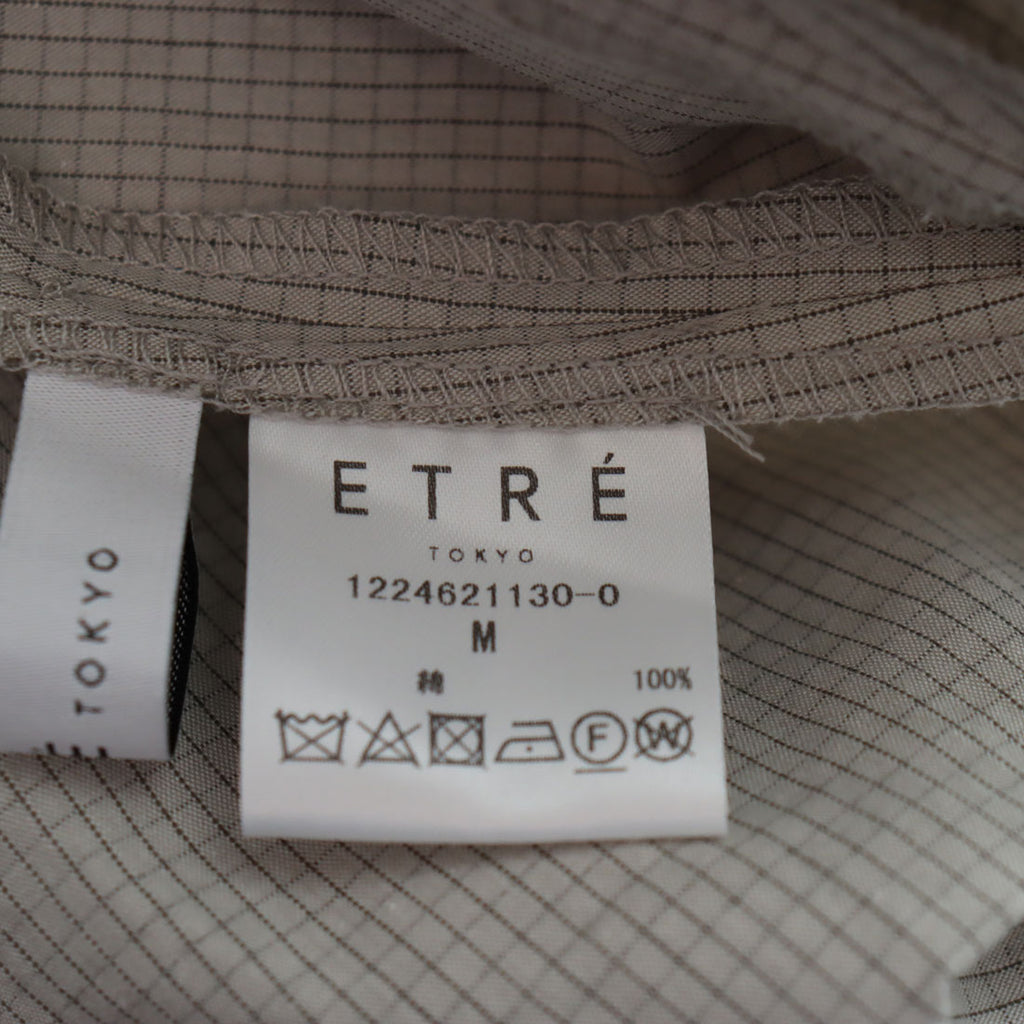 TOKYO
ETRÉ
TOKYO
1224621130-0
M
綿 100%
F W